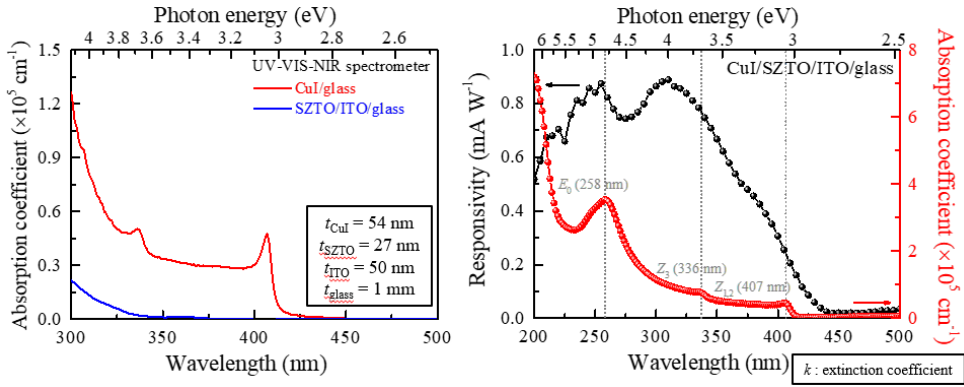 Photon energy (eV)
4 3.8 3.6 3.4 3.2 3 2.8 2.6
UV-VIS-NIR spectrometer
CuI/glass
SZTO/ITO/glass
Absorption coefficient (×10⁵ cm⁻¹)
1.5
1.2
0.9
0.6
0.3
0.0
t_CuI = 54 nm
t_SZTO = 27 nm
t_ITO = 50 nm
t_glass = 1 mm
300 350 400 450 500
Wavelength (nm)
Photon energy (eV)
6 5.5 5 4.5 4 3.5 3 2.5
CuI/SZTO/ITO/glass
Responsivity (mA W⁻¹)
1.0
0.8
0.6
0.4
0.2
0.0
E₀ (258 nm)
Z₃ (336 nm)
Z₁,₂ (407 nm)
8
6
4
2
0
Absorption coefficient (×10⁵ cm⁻¹)
200 250 300 350 400 450 500
Wavelength (nm)
k : extinction coefficient